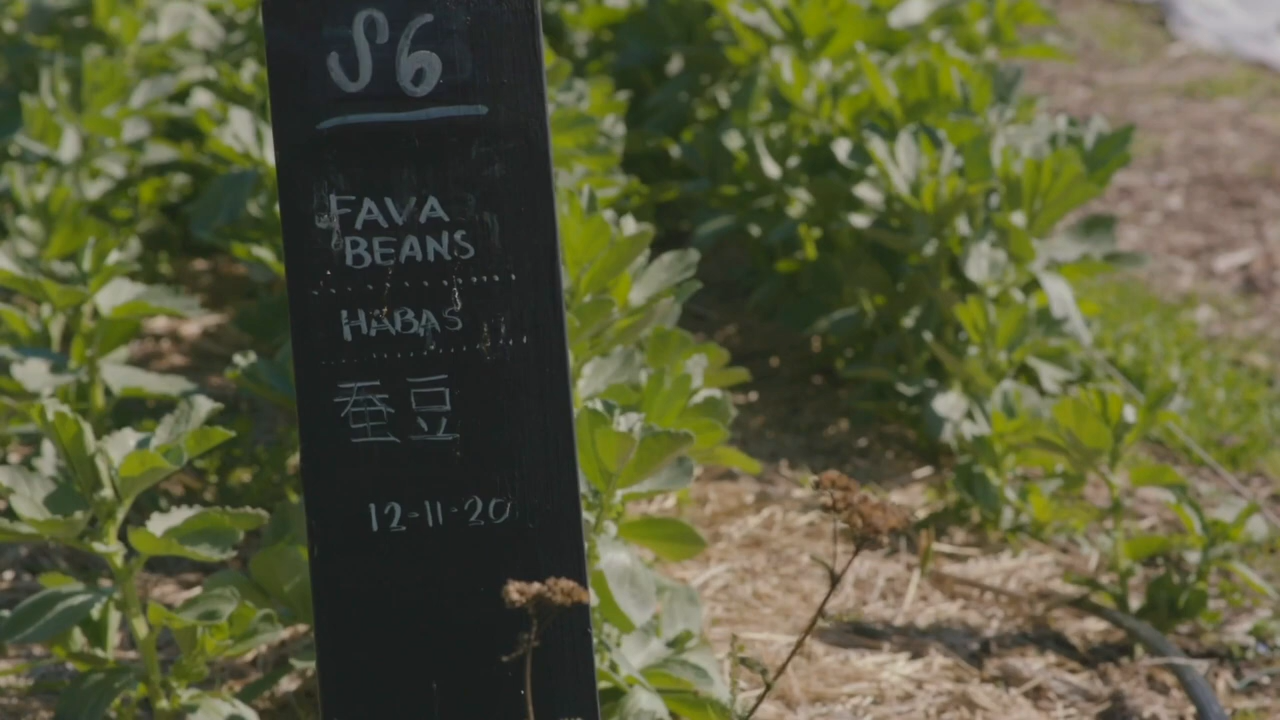 S6
FAVA
BEANS
HABAS
蚕豆
12-11-20